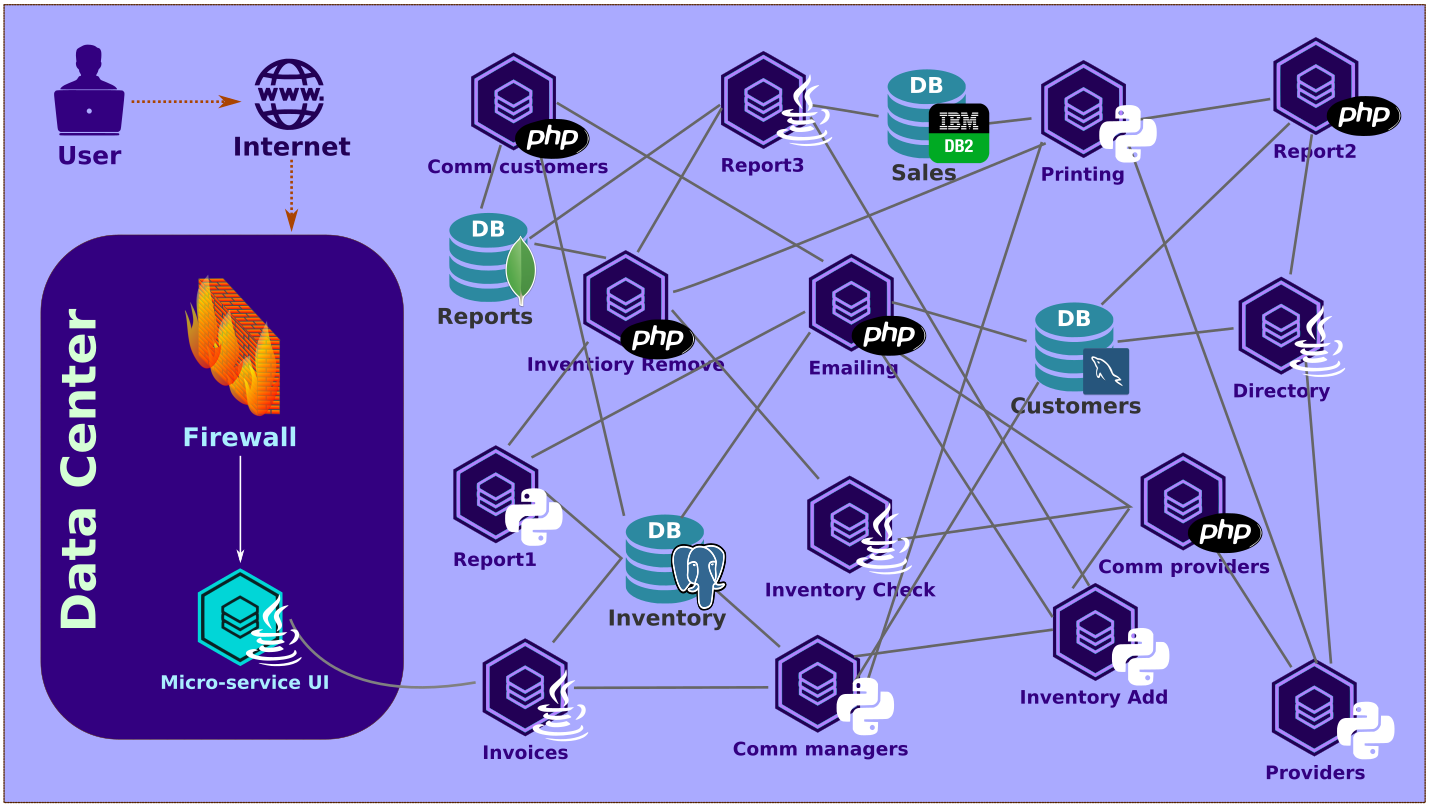 www
User
Internet
Data Center
Firewall
Micro-service UI
php
Comm customers
Report3
DB
IBM
DB2
Sales
Printing
php
Report2
DB
Reports
php
Inventiory Remove
php
Emailing
DB
Customers
Directory
Report1
DB
Inventory
Inventory Check
php
Comm providers
Invoices
Comm managers
Inventory Add
Providers